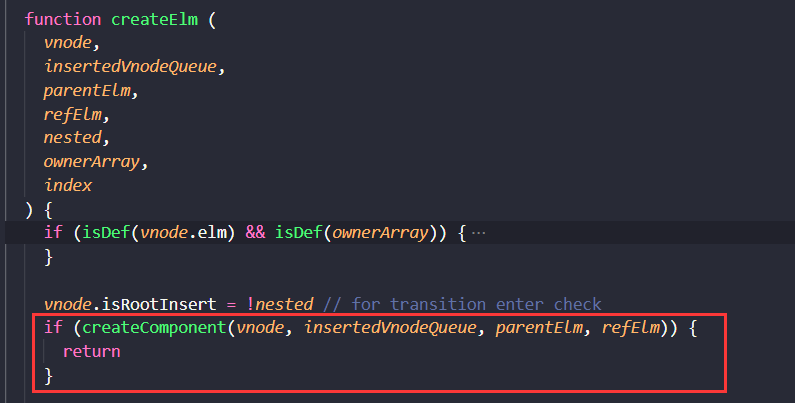 function createElm (
vnode,
insertedVnodeQueue,
parentElm,
refElm,
nested,
ownerArray,
index
) {
if (isDef(vnode.elm) && isDef(ownerArray)) {···
}
vnode.isRootInsert = !nested // for transition enter check
if (createComponent(vnode, insertedVnodeQueue, parentElm, refElm)) {
return
}